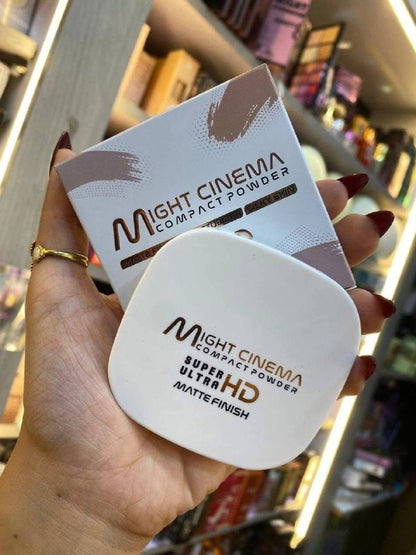 MIGHT CINEMA
COMPACT POWDER
MIGHT CINEMA
COMPACT POWDER
SUPER
ULTRA HD
MATTE FINISH